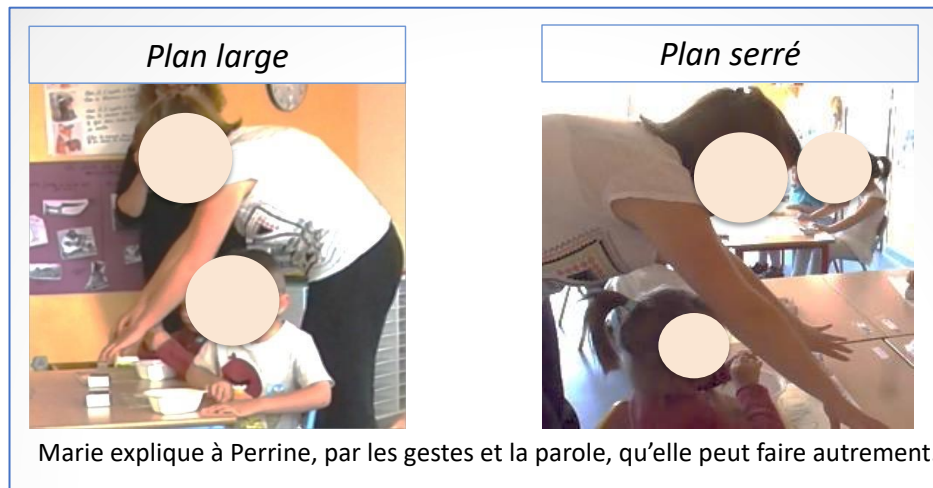 Plan large
Plan serré
Marie explique à Perrine, par les gestes et la parole, qu'elle peut faire autrement